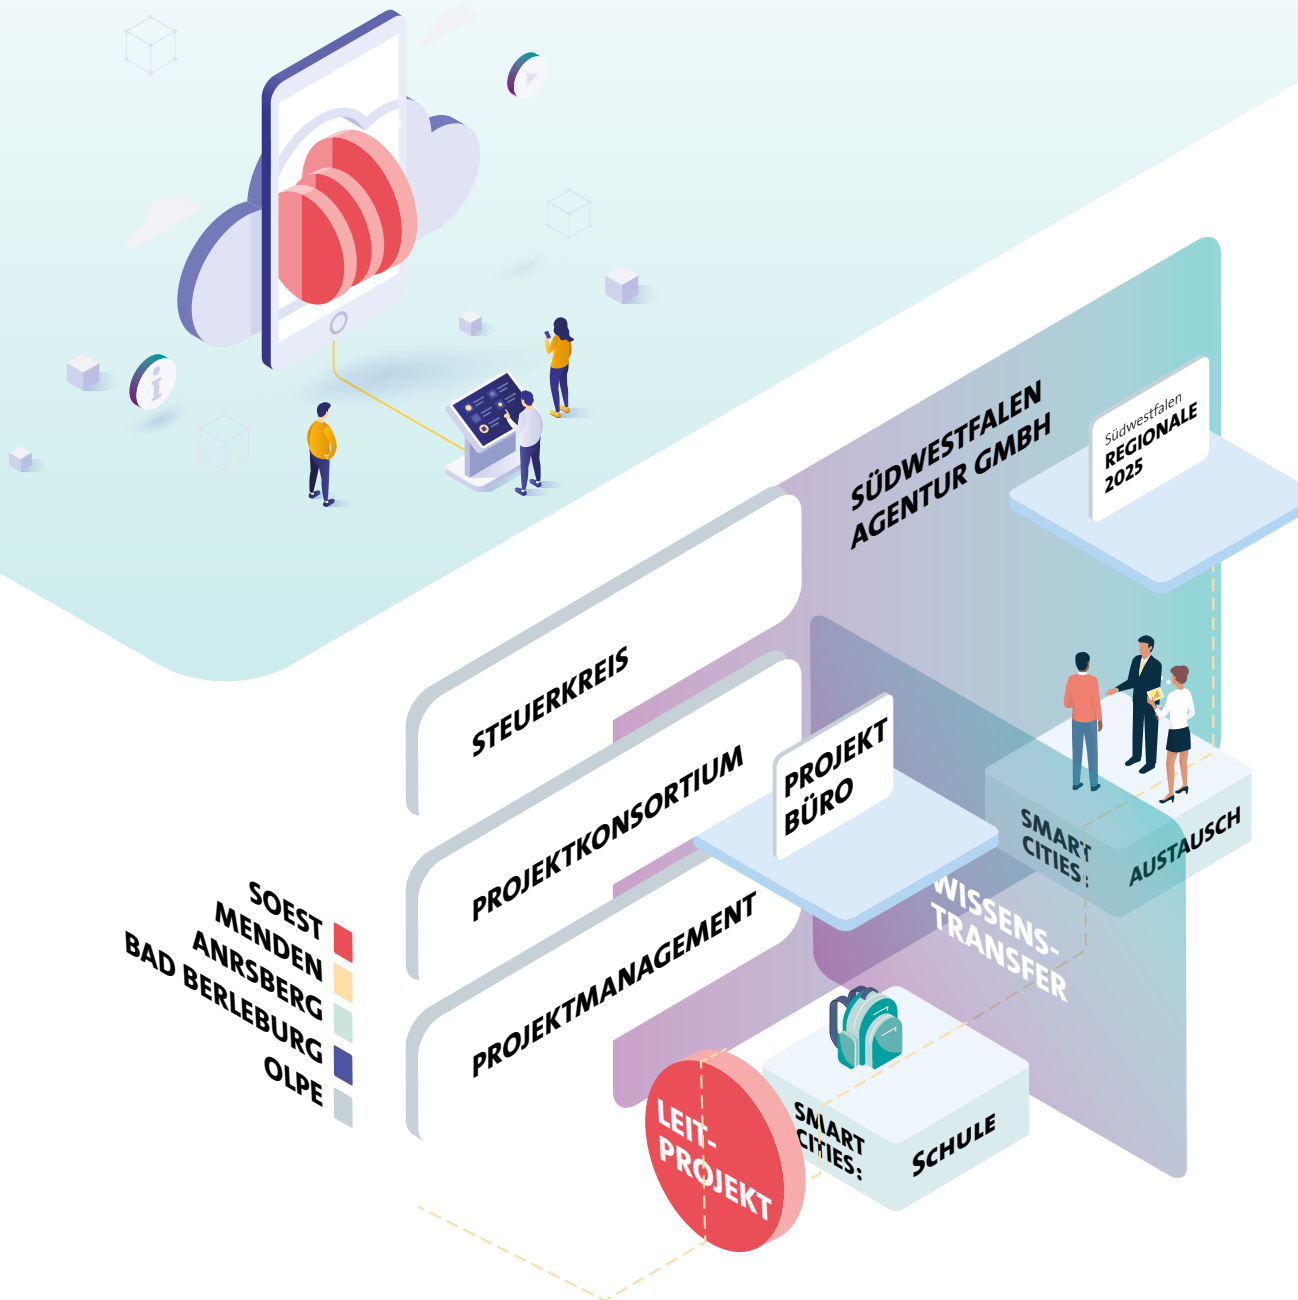 SÜDWESTFALEN
AGENTUR GMBH
Südwestfalen
REGIONALE
2025
STEUERKREIS
PROJEKTKONSORTIUM
PROJEKTMANAGEMENT
PROJEKT
BÜRO
SMART
CITIES:
AUSTAUSCH
WISSENS-
TRANSFER
SOEST
MENDEN
ANRSBERG
BAD BERLEBURG
OLPE
LEIT-
PROJEKT
SMART
CITIES:
SCHULE